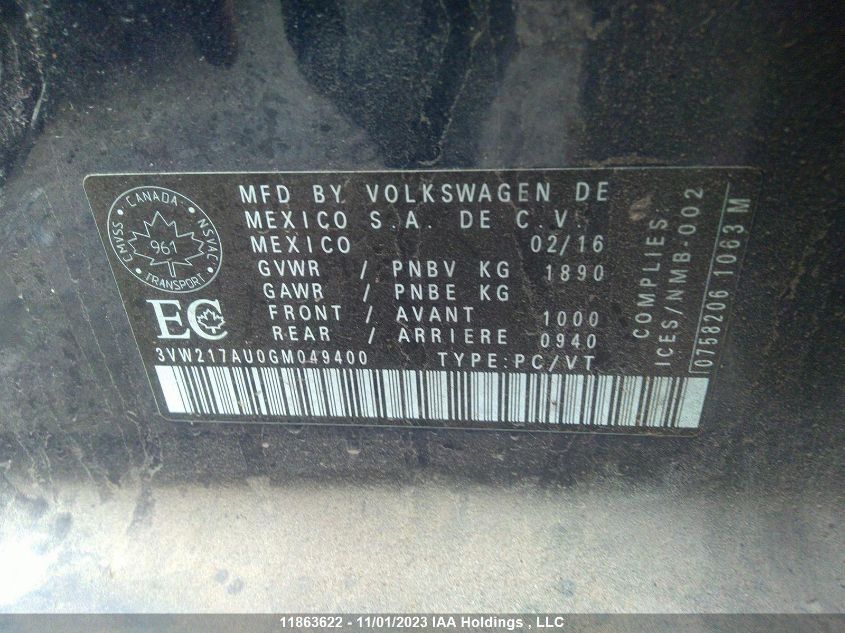 CANADA
CMVSS NSVAC
961
TRANSPORT
EC
MFD BY VOLKSWAGEN DE
MEXICO S.A. DE C.V.
MEXICO 02/16
GVWR / PNBV KG 1890
GAWR / PNBE KG
FRONT / AVANT 1000
REAR / ARRIERE 0940
3VW217AU0GM049400 TYPE:PC/VT
COMPLIES
ICES/NMB-002
0758206 1063 M
11863622 - 11/01/2023 IAA Holdings , LLC